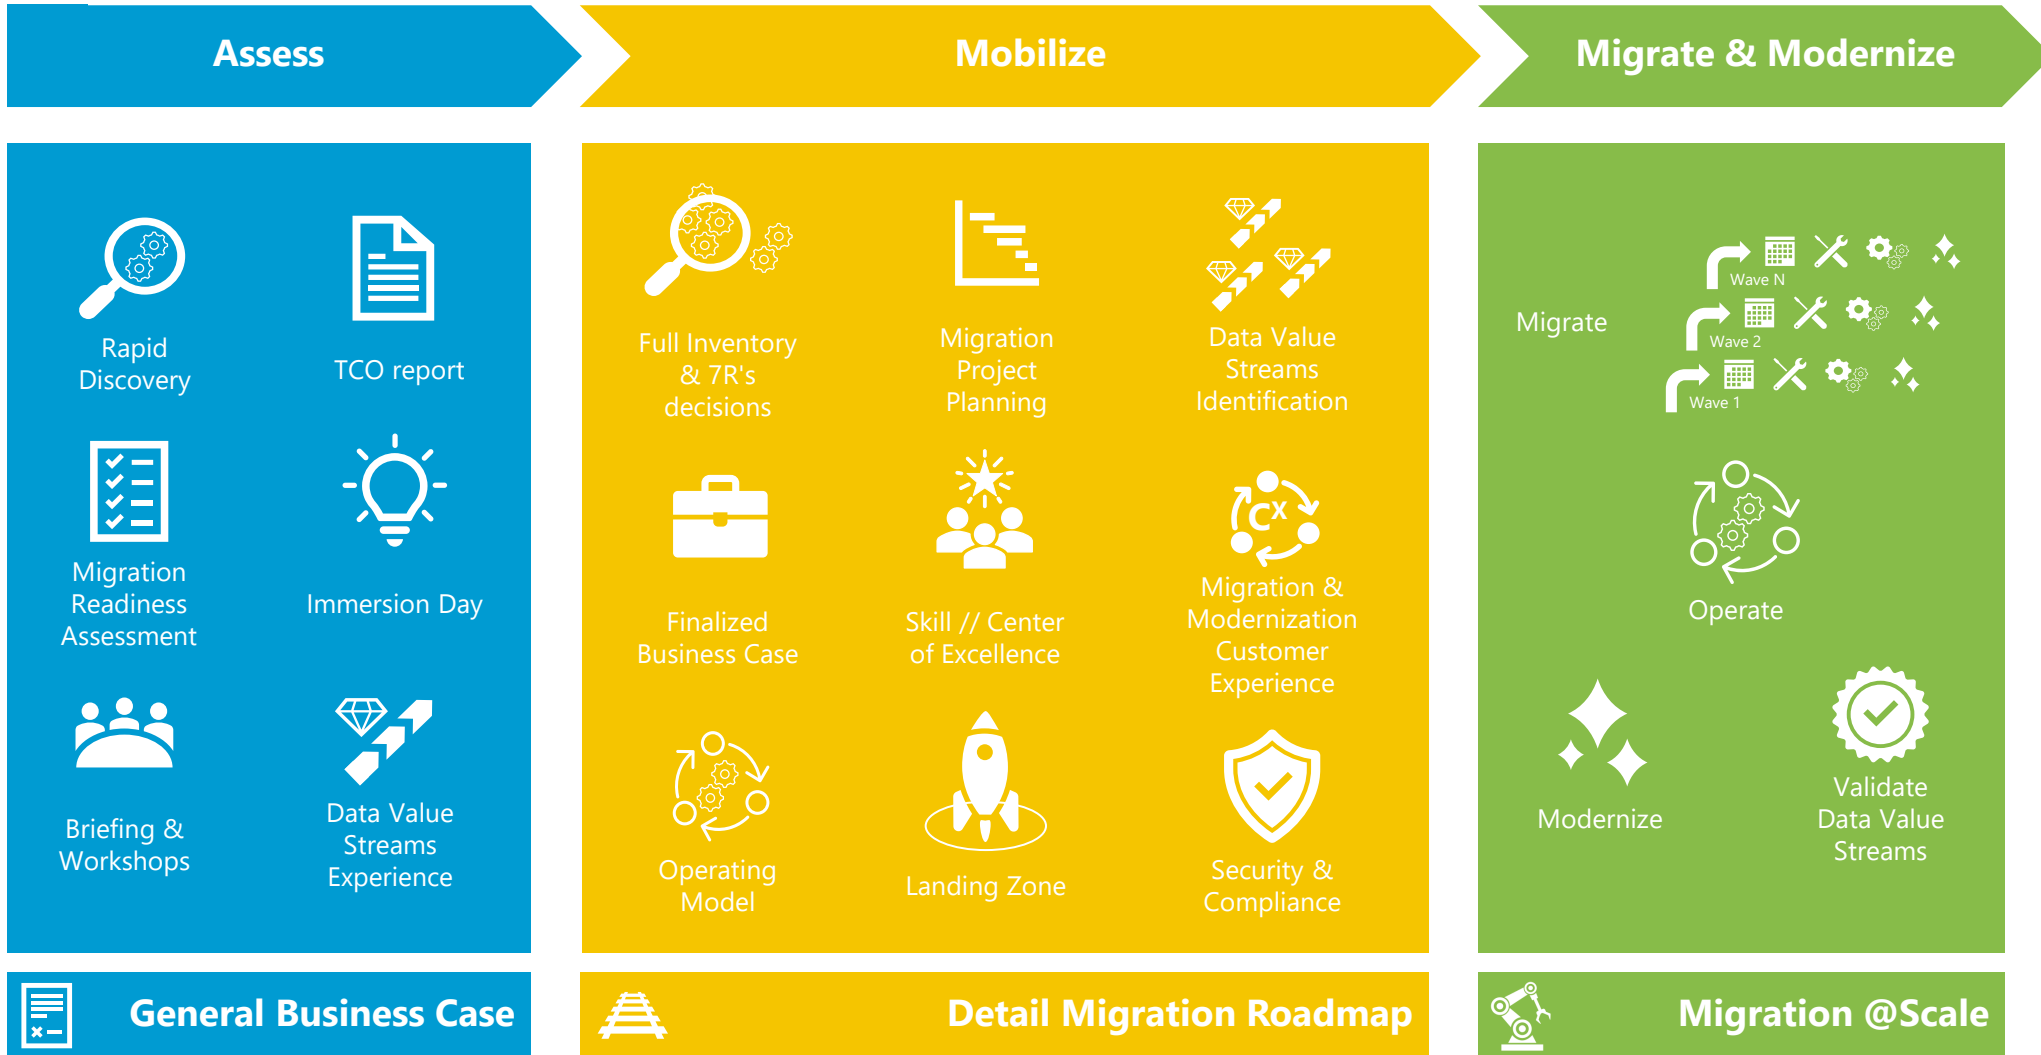 Assess
Mobilize
Migrate & Modernize
Rapid
Discovery
TCO report
Migration
Readiness
Assessment
Immersion Day
Briefing &
Workshops
Data Value
Streams
Experience
Full Inventory
& 7R's
decisions
Migration
Project
Planning
Data Value
Streams
Identification
Finalized
Business Case
Skill // Center
of Excellence
CX
Migration &
Modernization
Customer
Experience
Operating
Model
Landing Zone
Security &
Compliance
Migrate
Wave N
Wave 2
Wave 1
Operate
Modernize
Validate
Data Value
Streams
General Business Case
Detail Migration Roadmap
Migration @Scale